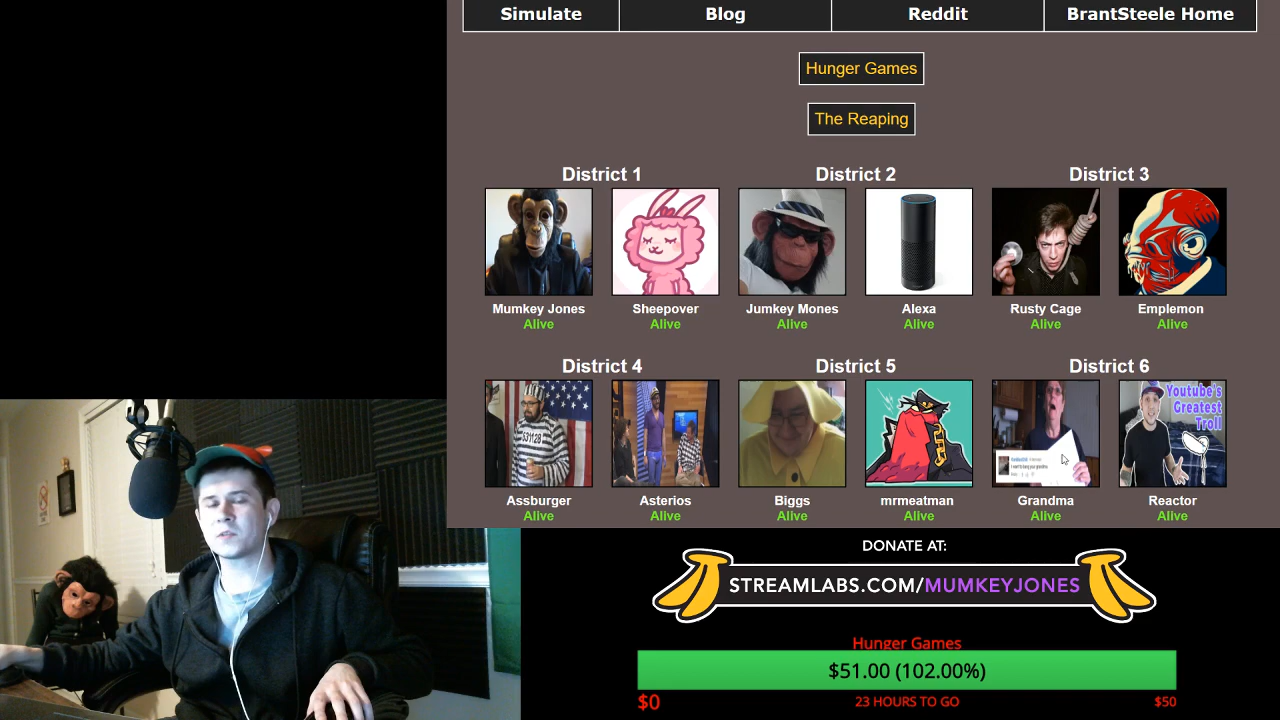 Simulate Blog Reddit BrantSteele Home
Hunger Games
The Reaping
District 1 District 2 District 3
Mumkey Jones Sheepover Jumkey Mones Alexa Rusty Cage Emplemon
Alive Alive Alive Alive Alive Alive
District 4 District 5 District 6
631128
Youtube's
Greatest
Troll
Assburger Asterios Biggs mrmeatman Grandma Reactor
Alive Alive Alive Alive Alive Alive
DONATE AT:
STREAMLABS.COM/MUMKEYJONES
Hunger Games
$51.00 (102.00%)
$0 23 HOURS TO GO $50